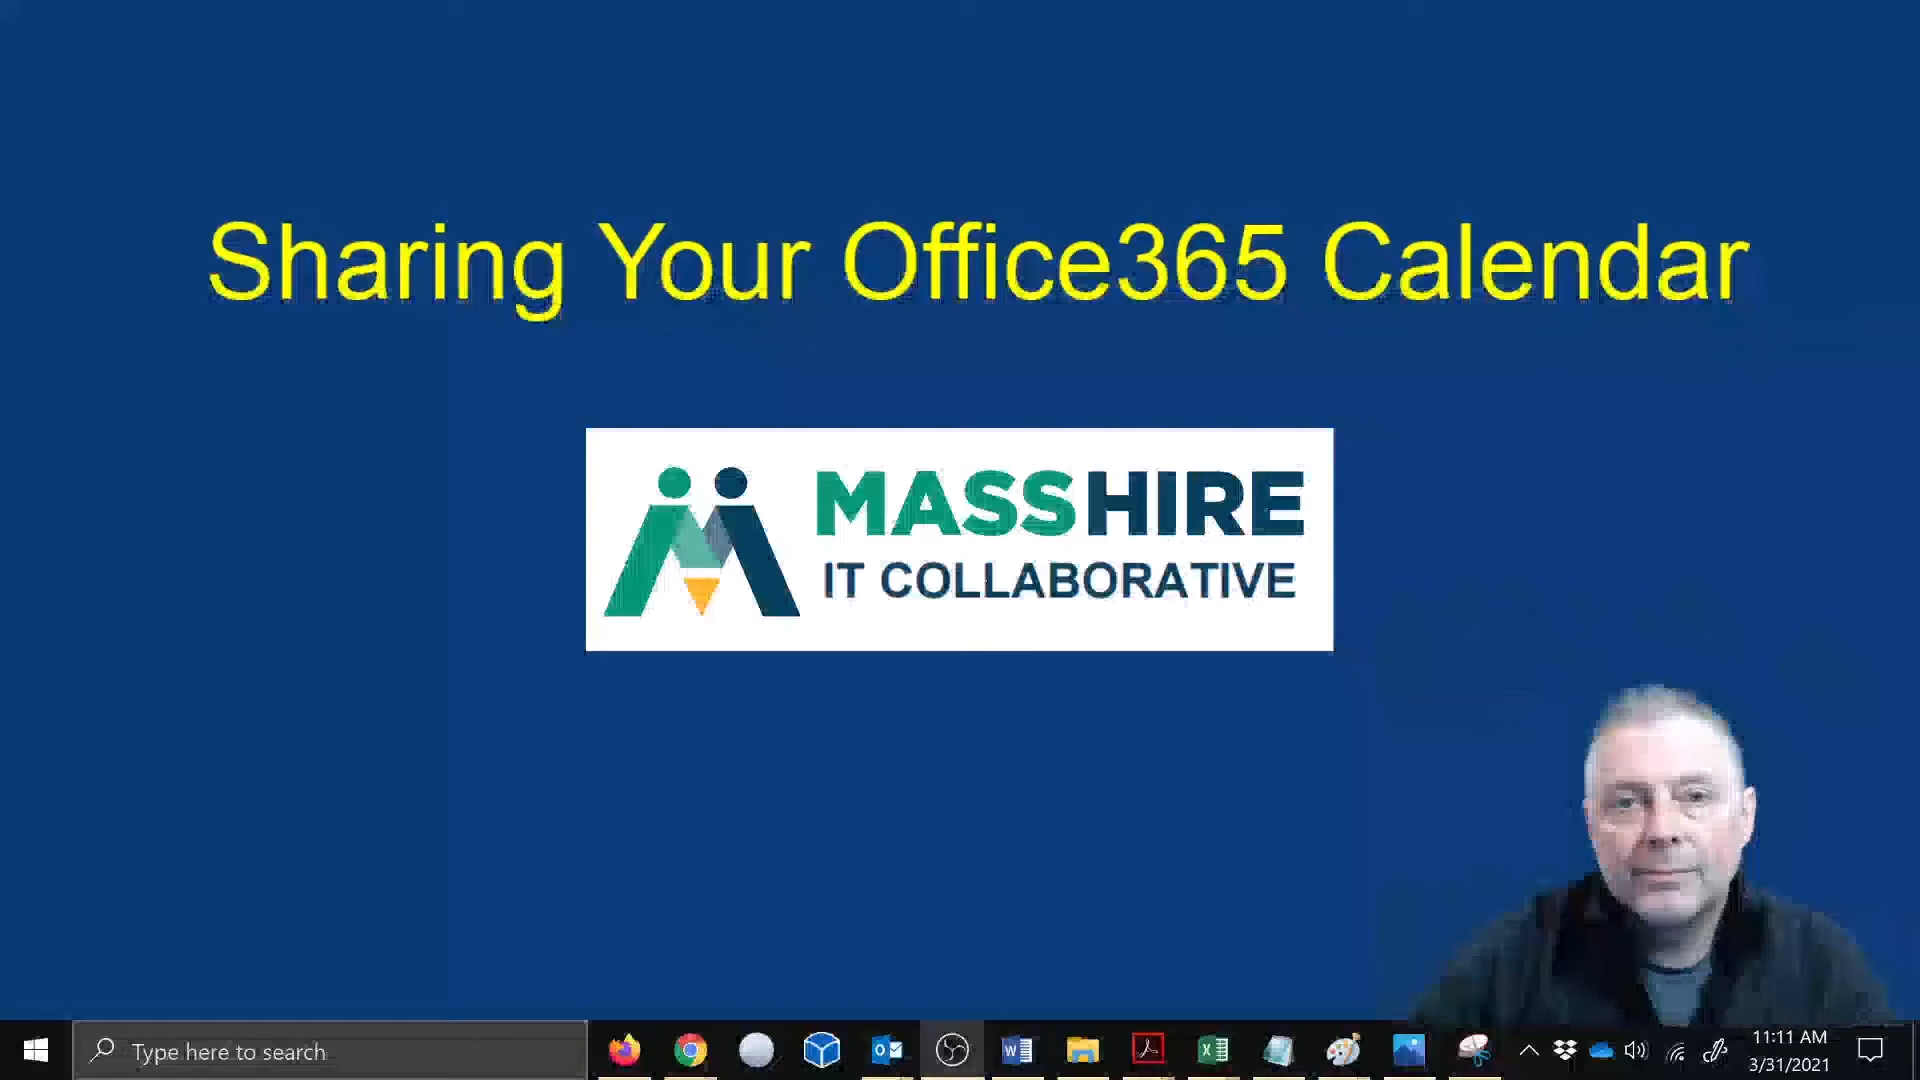 Sharing Your Office365 Calendar
MASSHIRE
IT COLLABORATIVE
Type here to search
11:11 AM
3/31/2021